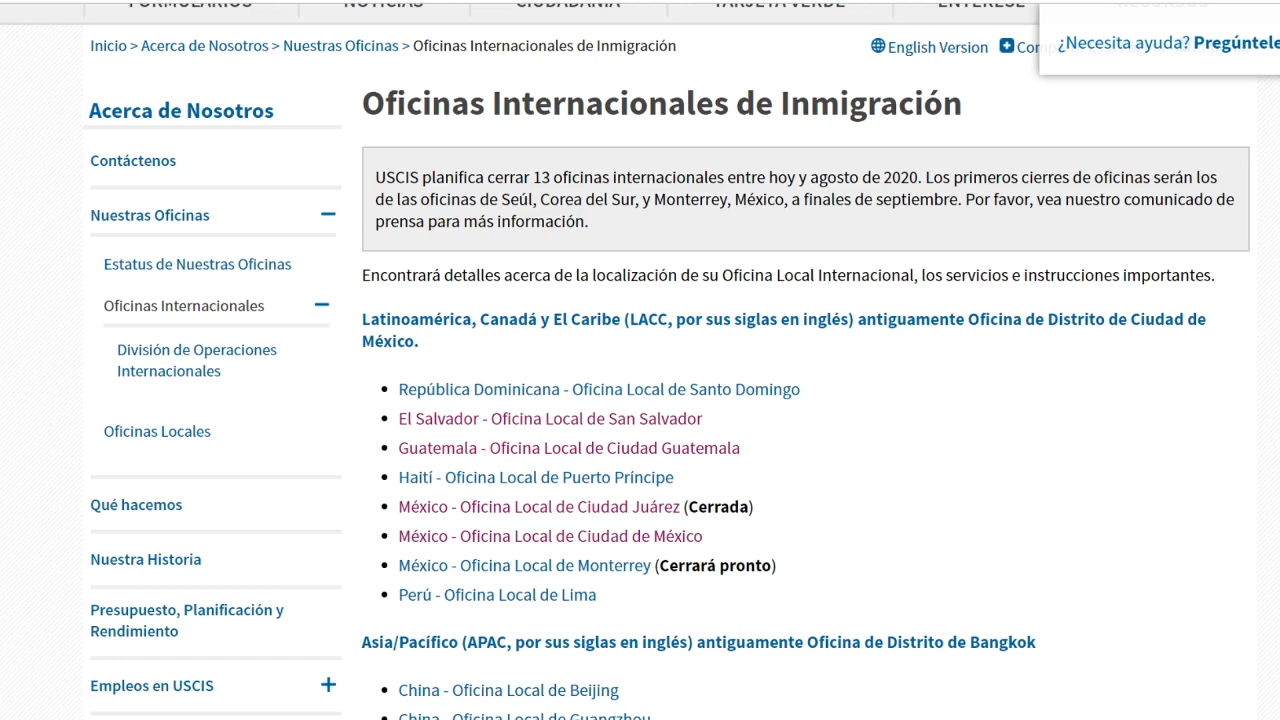 FORMULARIOS NOTICIAS CIUDADANÍA TARJETA VERDE INTÉRESE RECURSOS
Inicio > Acerca de Nosotros > Nuestras Oficinas > Oficinas Internacionales de Inmigración
English Version
¿Necesita ayuda? Pregúntele
Acerca de Nosotros
Contáctenos
Nuestras Oficinas
Estatus de Nuestras Oficinas
Oficinas Internacionales
División de Operaciones
Internacionales
Oficinas Locales
Qué hacemos
Nuestra Historia
Presupuesto, Planificación y
Rendimiento
Empleos en USCIS
Oficinas Internacionales de Inmigración
USCIS planifica cerrar 13 oficinas internacionales entre hoy y agosto de 2020. Los primeros cierres de oficinas serán los
de las oficinas de Seúl, Corea del Sur, y Monterrey, México, a finales de septiembre. Por favor, vea nuestro comunicado de
prensa para más información.
Encontrará detalles acerca de la localización de su Oficina Local Internacional, los servicios e instrucciones importantes.
Latinoamérica, Canadá y El Caribe (LACC, por sus siglas en inglés) antiguamente Oficina de Distrito de Ciudad de
México.
República Dominicana - Oficina Local de Santo Domingo
El Salvador - Oficina Local de San Salvador
Guatemala - Oficina Local de Ciudad Guatemala
Haití - Oficina Local de Puerto Príncipe
México - Oficina Local de Ciudad Juárez (Cerrada)
México - Oficina Local de Ciudad de México
México - Oficina Local de Monterrey (Cerrará pronto)
Perú - Oficina Local de Lima
Asia/Pacífico (APAC, por sus siglas en inglés) antiguamente Oficina de Distrito de Bangkok
China - Oficina Local de Beijing
China - Oficina Local de Guangzhou